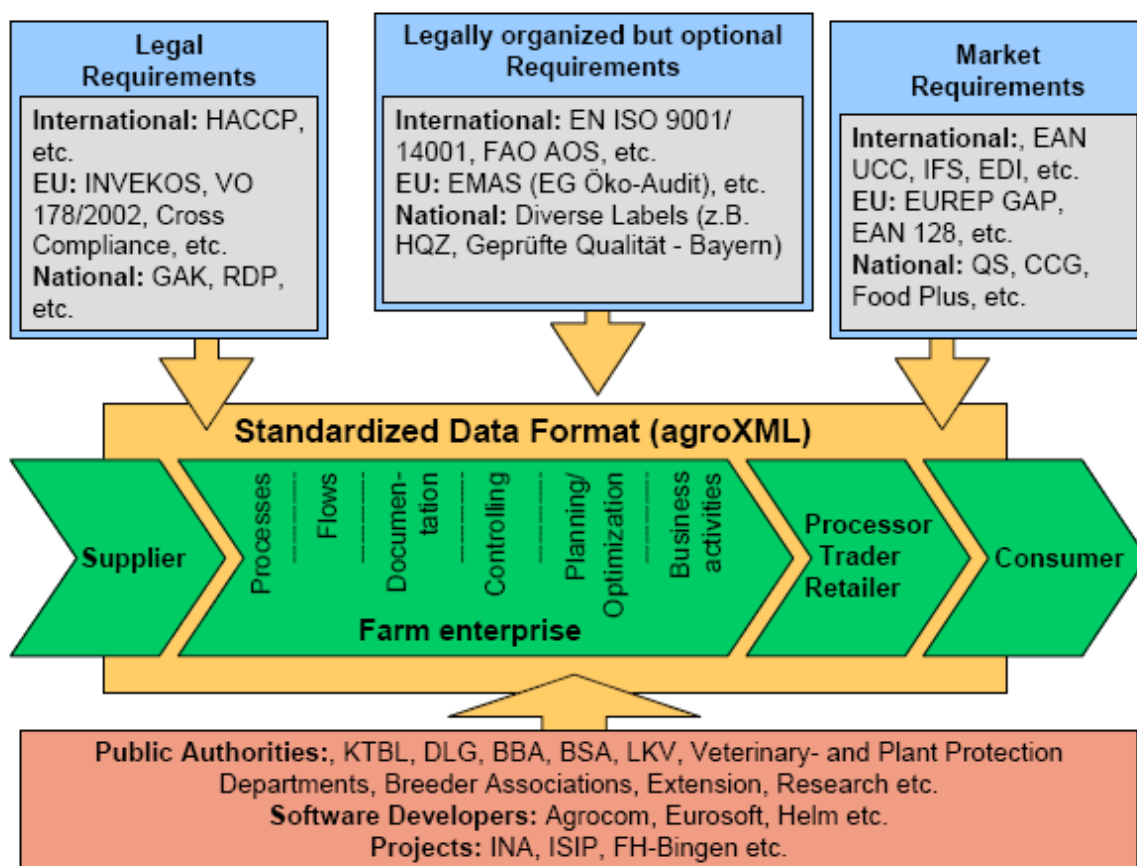 Legal
Requirements
International: HACCP,
etc.
EU: INVEKOS, VO
178/2002, Cross
Compliance, etc.
National: GAK, RDP,
etc.
Legally organized but optional
Requirements
International: EN ISO 9001/
14001, FAO AOS, etc.
EU: EMAS (EG Öko-Audit), etc.
National: Diverse Labels (z.B.
HQZ, Geprüfte Qualität - Bayern)
Market
Requirements
International:, EAN
UCC, IFS, EDI, etc.
EU: EUREP GAP,
EAN 128, etc.
National: QS, CCG,
Food Plus, etc.
Standardized Data Format (agroXML)
Supplier
Processes
Flows
Documen-
tation
Controlling
Planning/
Optimization
Business
activities
Farm enterprise
Processor
Trader
Retailer
Consumer
Public Authorities:, KTBL, DLG, BBA, BSA, LKV, Veterinary- and Plant Protection
Departments, Breeder Associations, Extension, Research etc.
Software Developers: Agrocom, Eurosoft, Helm etc.
Projects: INA, ISIP, FH-Bingen etc.